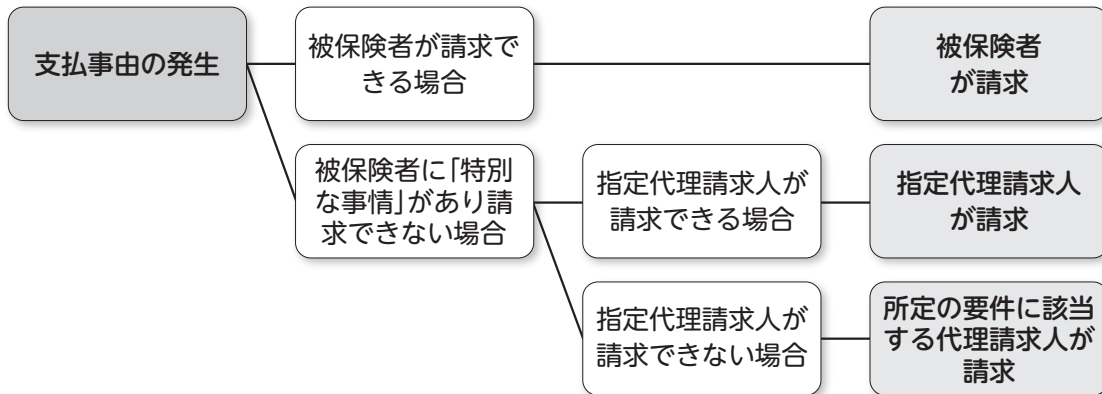 支払事由の発生
被保険者が請求で
きる場合
被保険者
が請求
被保険者に「特別
な事情」があり請
求できない場合
指定代理請求人が
請求できる場合
指定代理請求人
が請求
指定代理請求人が
請求できない場合
所定の要件に該当
する代理請求人が
請求